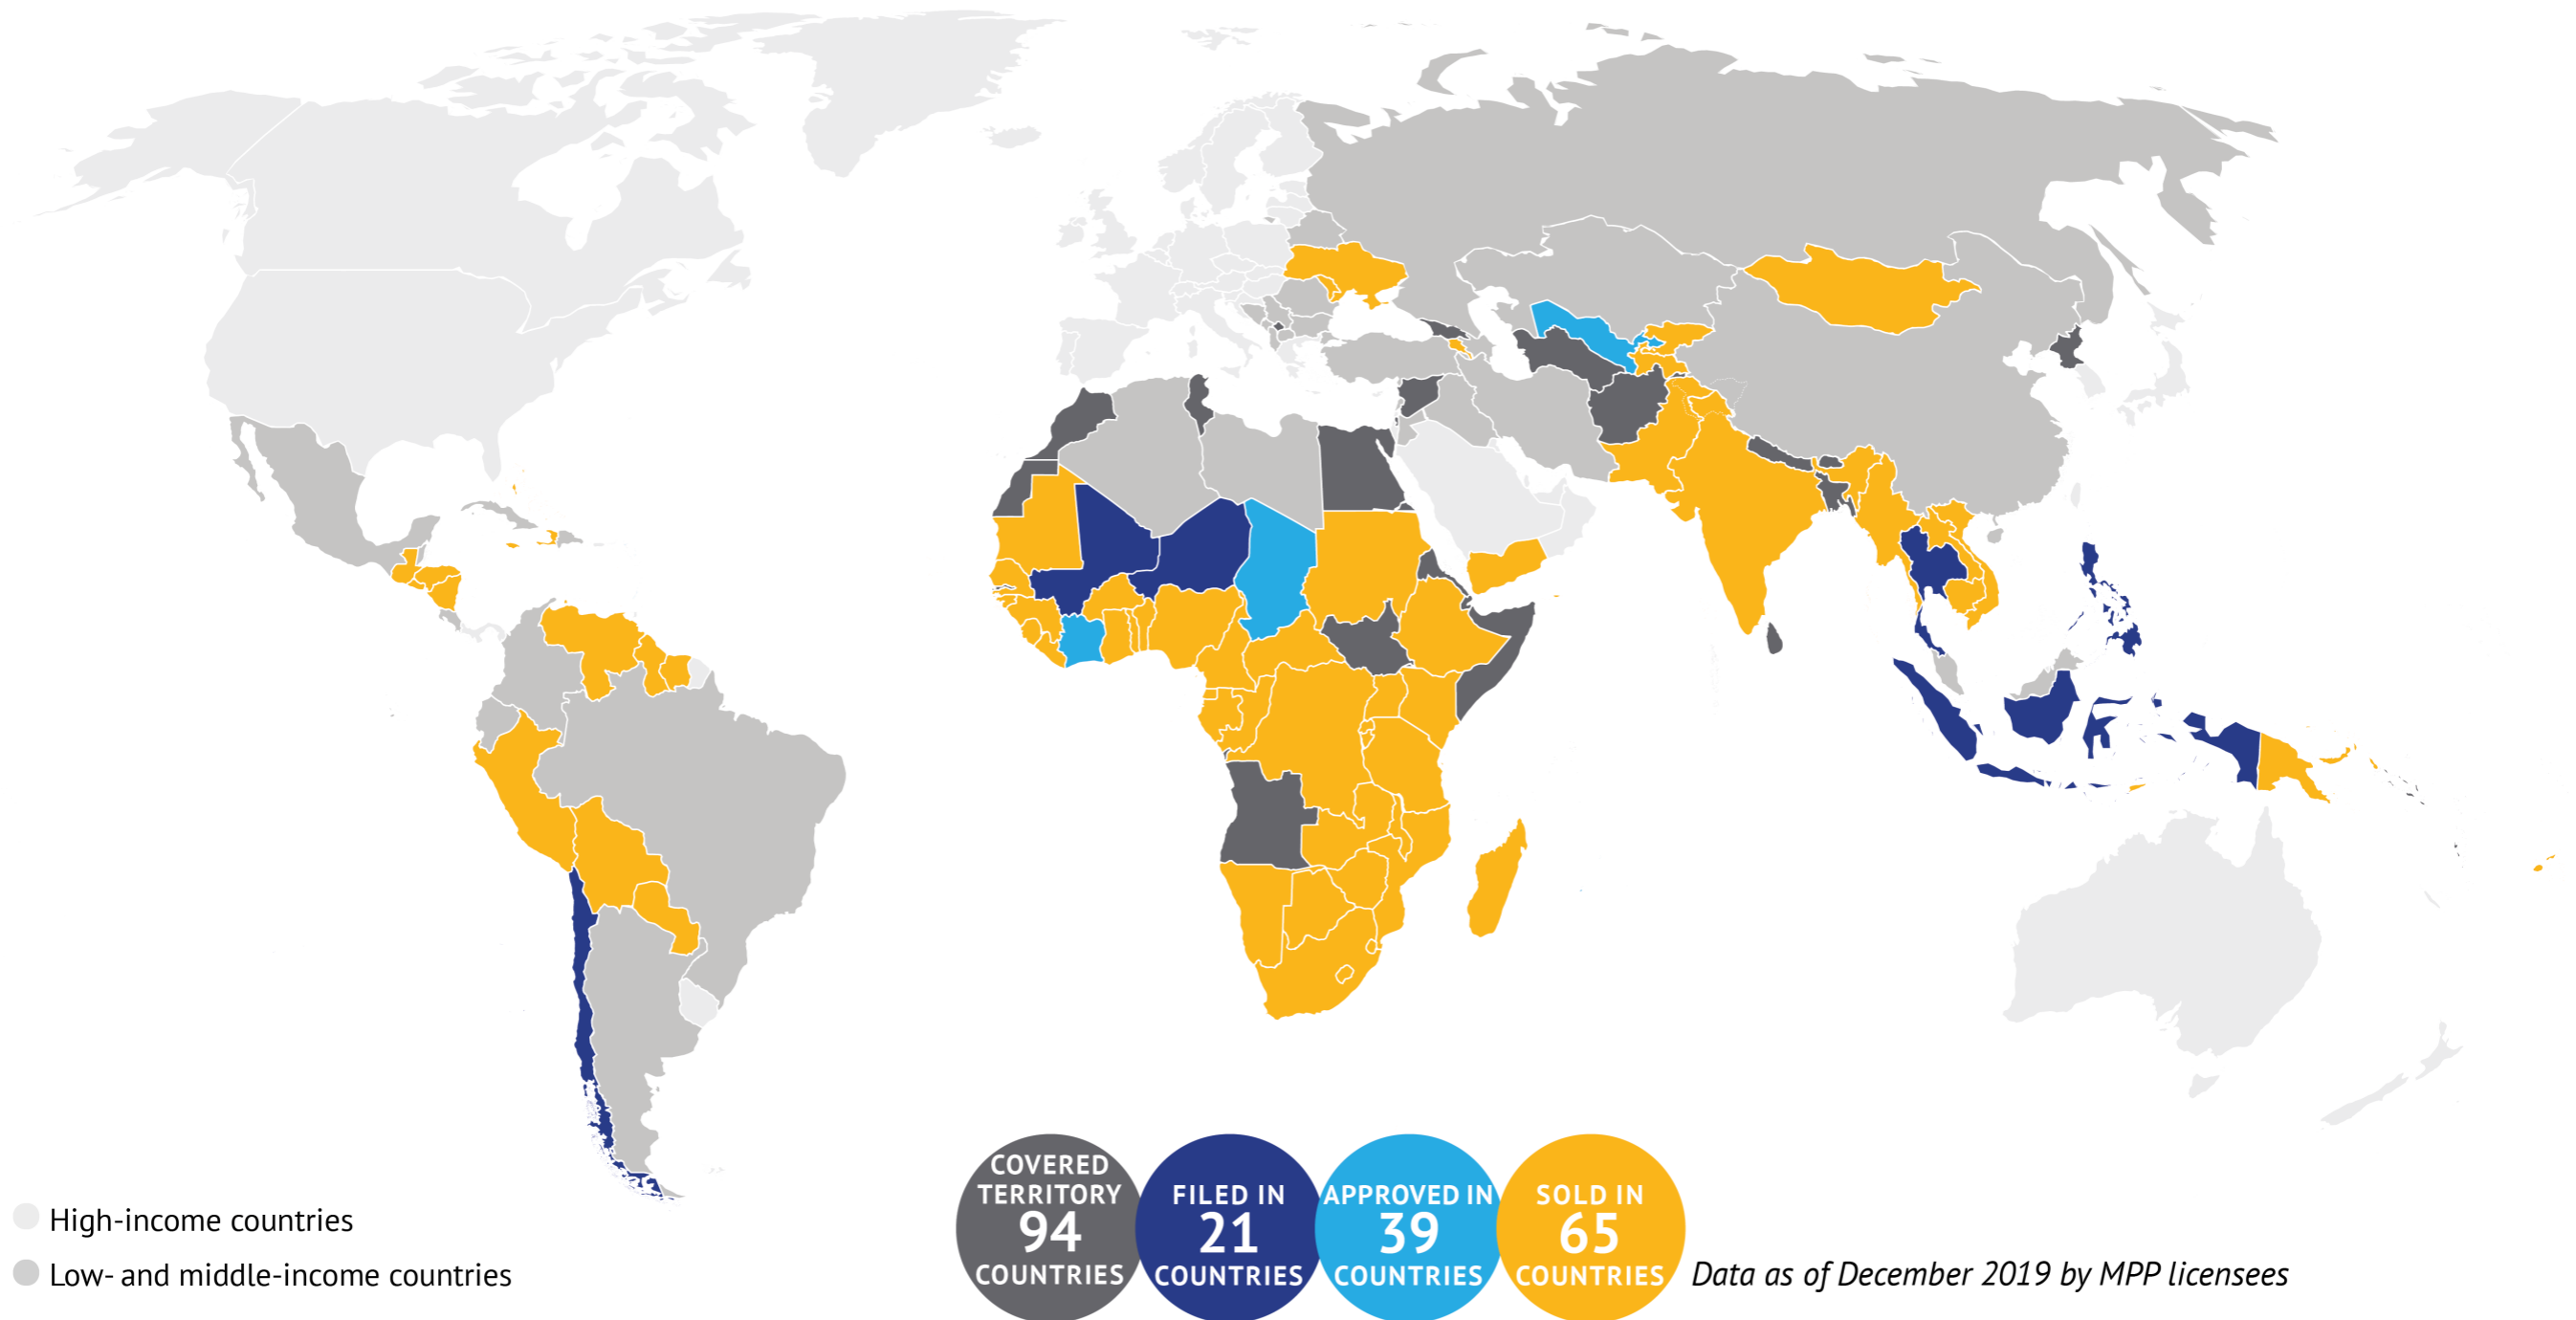 High-income countries
Low- and middle-income countries
COVERED
TERRITORY
94
COUNTRIES
FILED IN
21
COUNTRIES
APPROVED IN
39
COUNTRIES
SOLD IN
65
COUNTRIES
Data as of December 2019 by MPP licensees